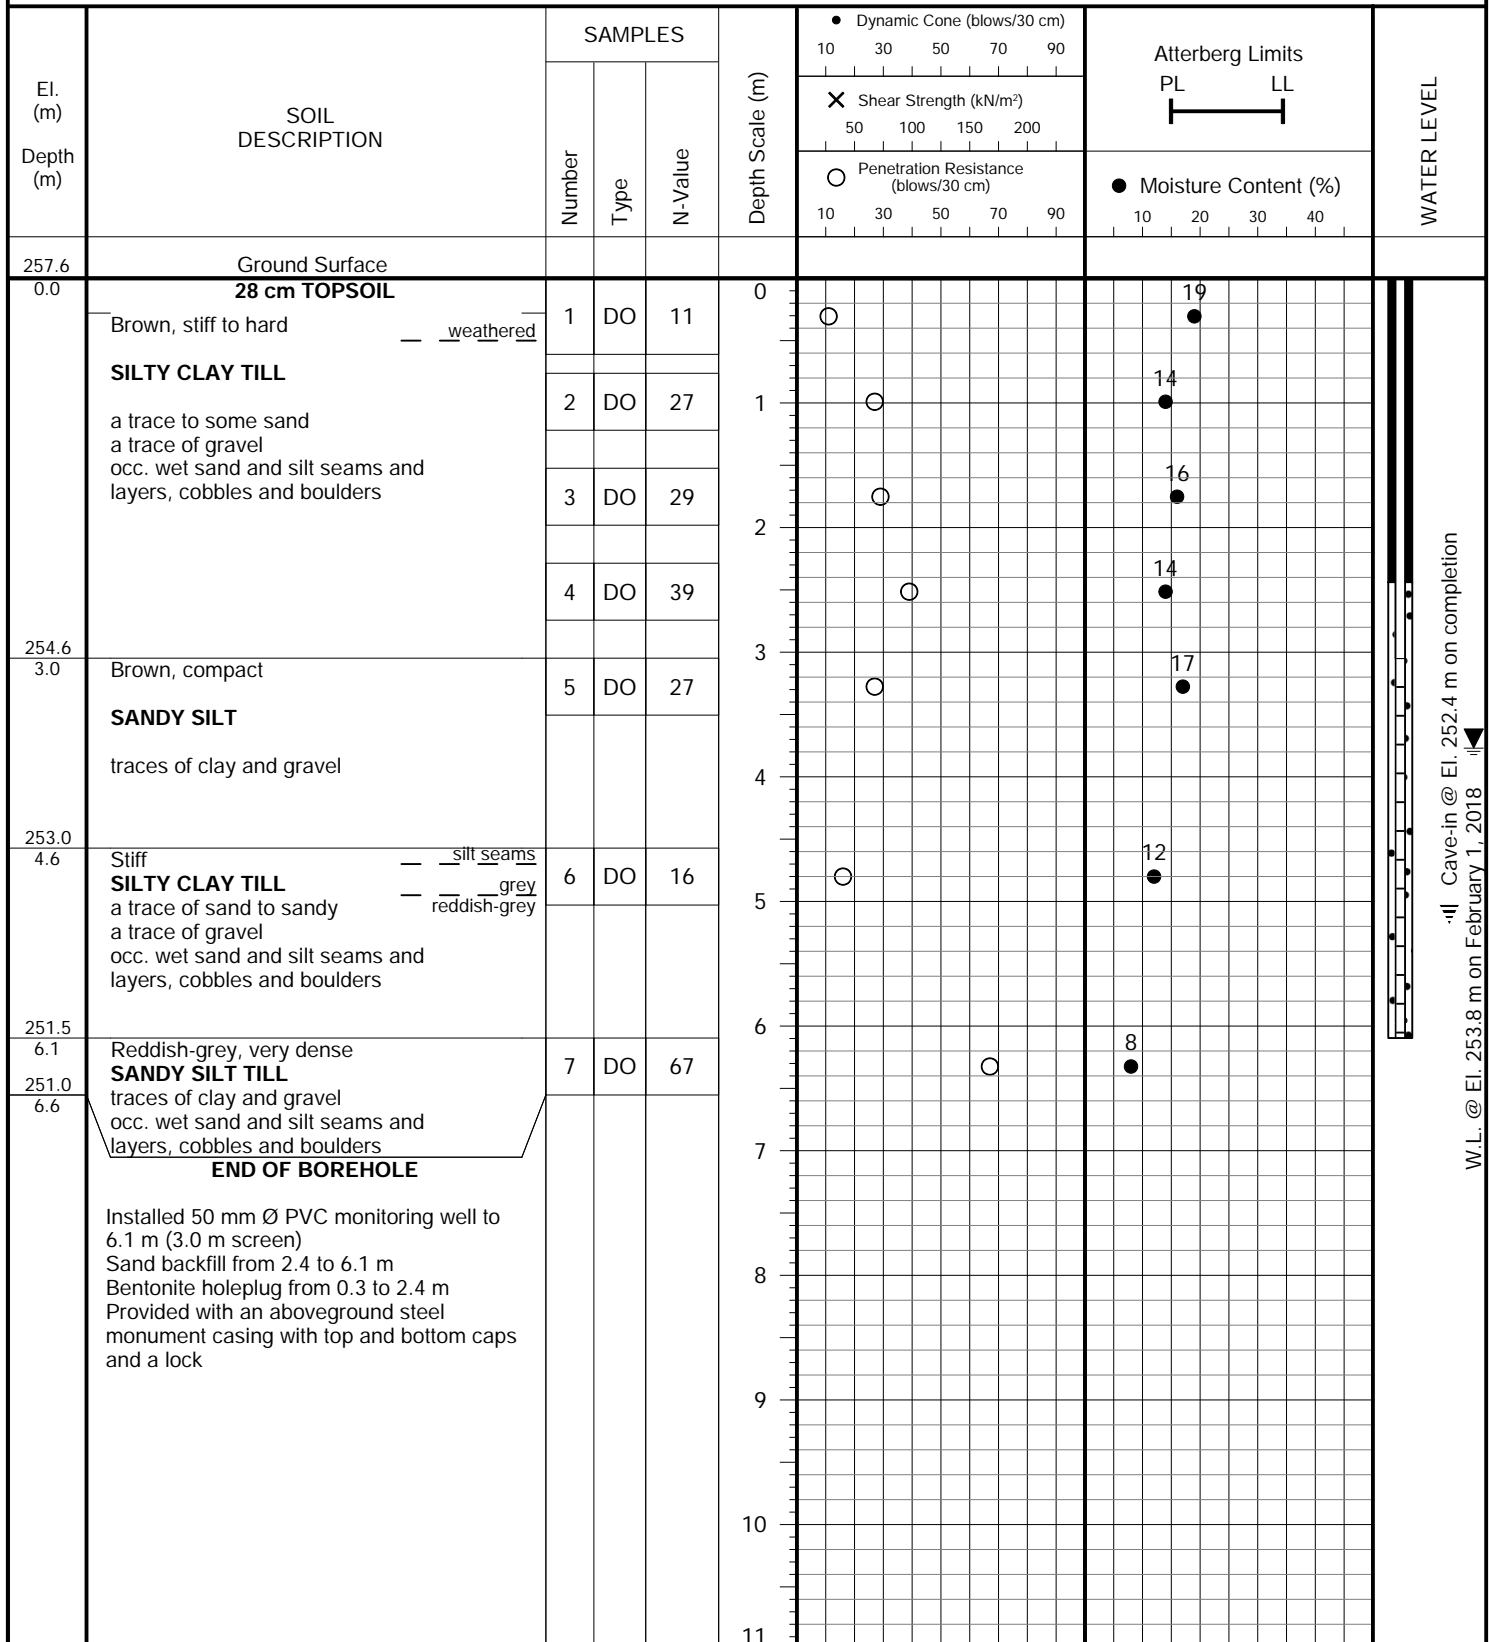 El.
(m)
Depth
(m)
SOIL
DESCRIPTION
SAMPLES
Number
Type
N-Value
Depth Scale (m)
Dynamic Cone (blows/30 cm)
10 30 50 70 90
Shear Strength (kN/m²)
50 100 150 200
Penetration Resistance
(blows/30 cm)
10 30 50 70 90
Atterberg Limits
PL LL
Moisture Content (%)
10 20 30 40
WATER LEVEL
257.6 Ground Surface
0.0 28 cm TOPSOIL
Brown, stiff to hard
weathered
SILTY CLAY TILL
a trace to some sand
a trace of gravel
occ. wet sand and silt seams and
layers, cobbles and boulders
254.6
3.0 Brown, compact
SANDY SILT
traces of clay and gravel
253.0
4.6 Stiff
silt seams
SILTY CLAY TILL
grey
a trace of sand to sandy
reddish-grey
a trace of gravel
occ. wet sand and silt seams and
layers, cobbles and boulders
251.5
6.1 Reddish-grey, very dense
SANDY SILT TILL
251.0
traces of clay and gravel
6.6
occ. wet sand and silt seams and
layers, cobbles and boulders
END OF BOREHOLE
Installed 50 mm Ø PVC monitoring well to
6.1 m (3.0 m screen)
Sand backfill from 2.4 to 6.1 m
Bentonite holeplug from 0.3 to 2.4 m
Provided with an aboveground steel
monument casing with top and bottom caps
and a lock
1 DO 11
2 DO 27
3 DO 29
4 DO 39
5 DO 27
6 DO 16
7 DO 67
0
1
2
3
4
5
6
7
8
9
10
11
19
14
16
14
17
12
8
Cave-in @ El. 252.4 m on completion
W.L. @ El. 253.8 m on February 1, 2018